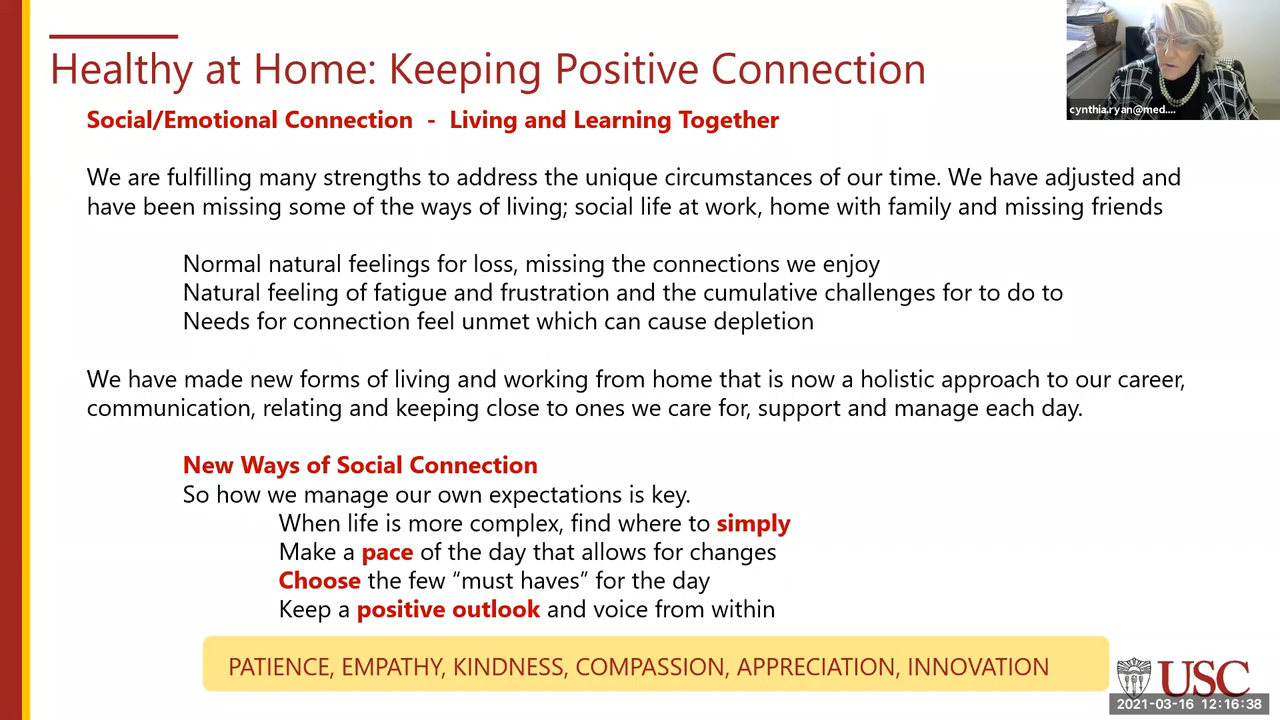 Healthy at Home: Keeping Positive Connection
cynthia.ryan@med....
Social/Emotional Connection - Living and Learning Together
We are fulfilling many strengths to address the unique circumstances of our time. We have adjusted and
have been missing some of the ways of living; social life at work, home with family and missing friends
Normal natural feelings for loss, missing the connections we enjoy
Natural feeling of fatigue and frustration and the cumulative challenges for to do to
Needs for connection feel unmet which can cause depletion
We have made new forms of living and working from home that is now a holistic approach to our career,
communication, relating and keeping close to ones we care for, support and manage each day.
New Ways of Social Connection
So how we manage our own expectations is key.
When life is more complex, find where to simply
Make a pace of the day that allows for changes
Choose the few “must haves” for the day
Keep a positive outlook and voice from within
PATIENCE, EMPATHY, KINDNESS, COMPASSION, APPRECIATION, INNOVATION
USC
2021-03-16 12:16:38